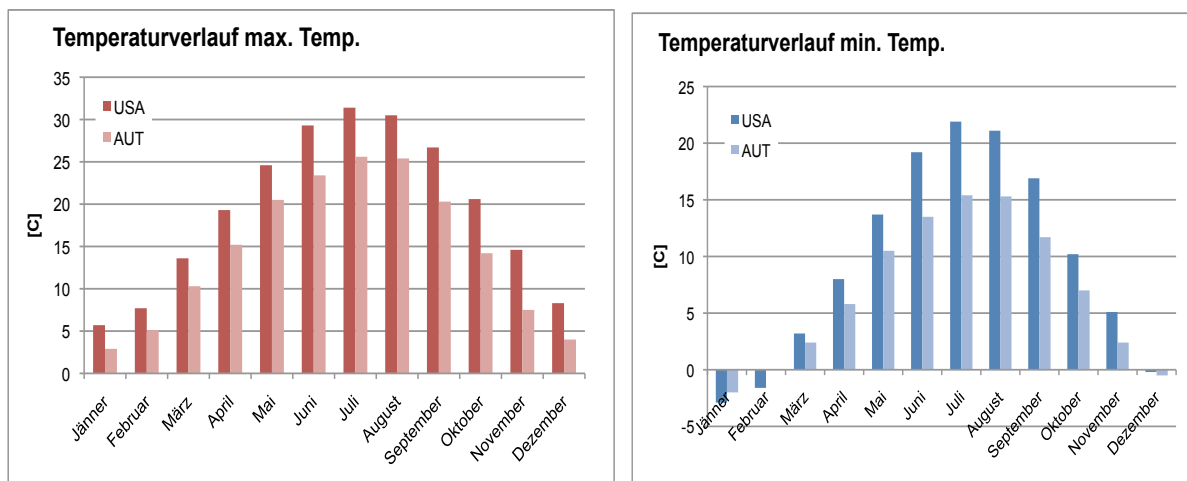 Temperaturverlauf max. Temp.
35
30
25
20
15
10
5
0
[C]
USA
AUT
Jänner
Februar
März
April
Mai
Juni
Juli
August
September
Oktober
November
Dezember
Temperaturverlauf min. Temp.
25
20
15
10
5
0
-5
[C]
USA
AUT
Jänner
Februar
März
April
Mai
Juni
Juli
August
September
Oktober
November
Dezember